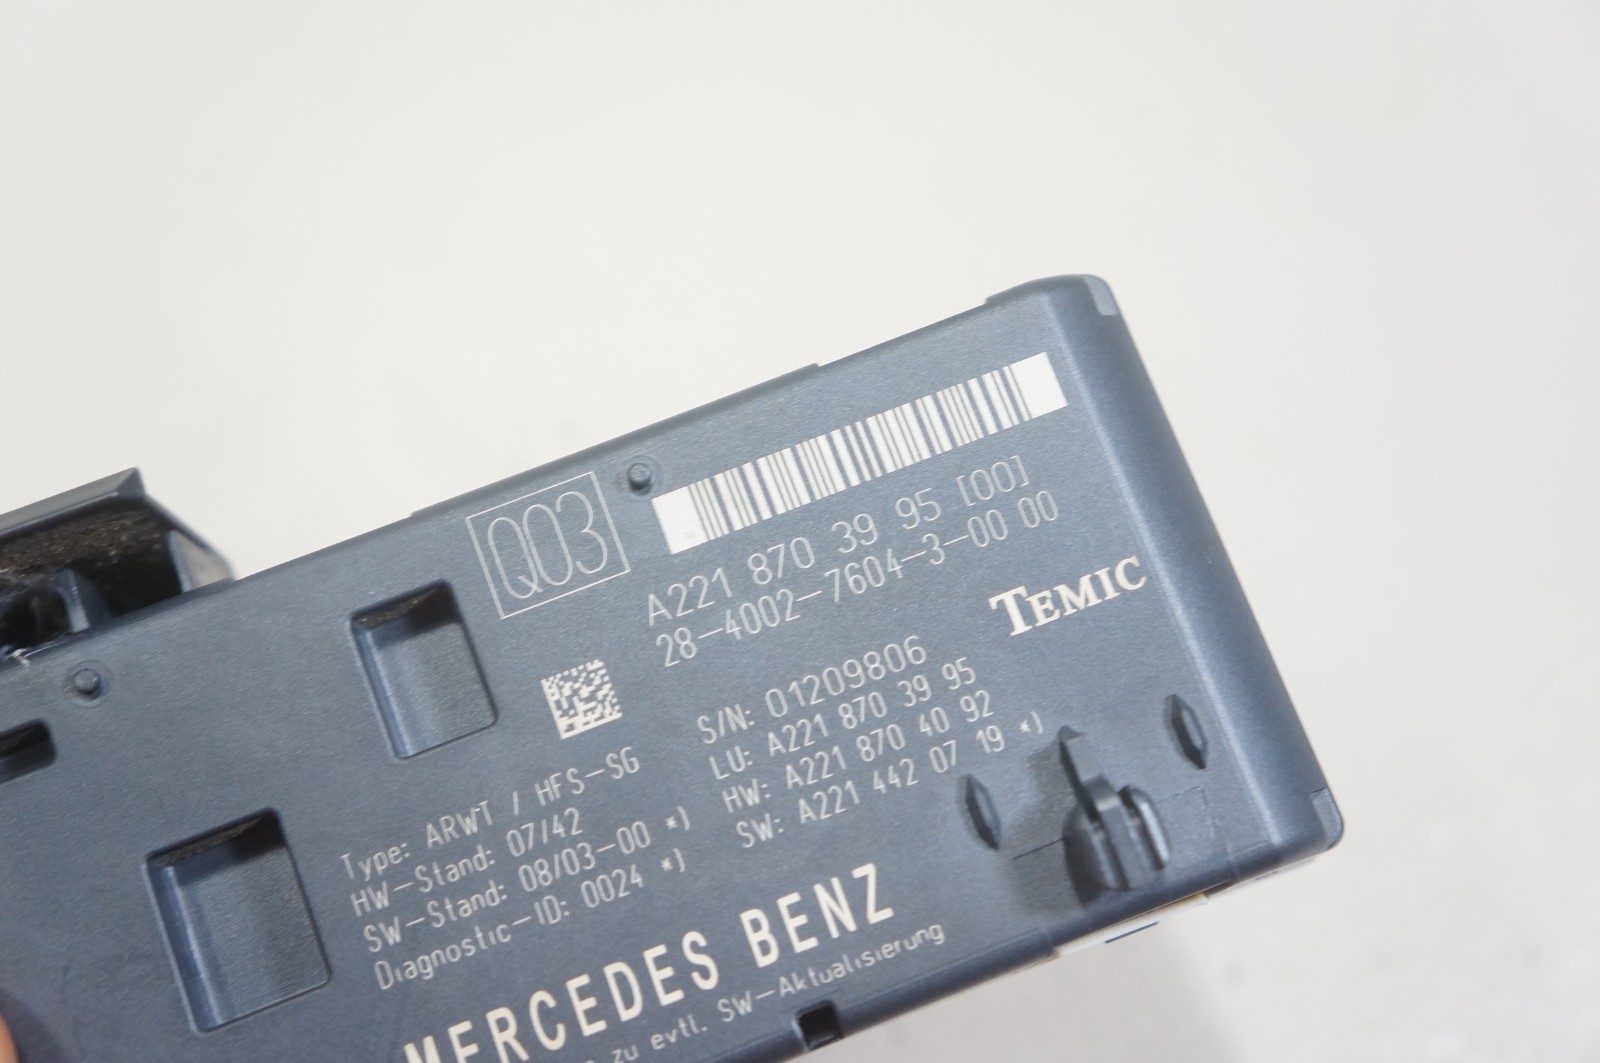 Q03
A221 870 39 95 [00]
28-4002-7604-3-00 00
TEMIC
S/N: 01209806
LU: A221 870 39 95
HW: A221 870 40 92
SW: A221 442 07 19 *)
Type: ARWT / HFS-SG
HW-Stand: 07/42
SW-Stand: 08/03-00 *)
Diagnostic-ID: 0024 *)
MERCEDES BENZ
zu evtl. SW-Aktualisierung